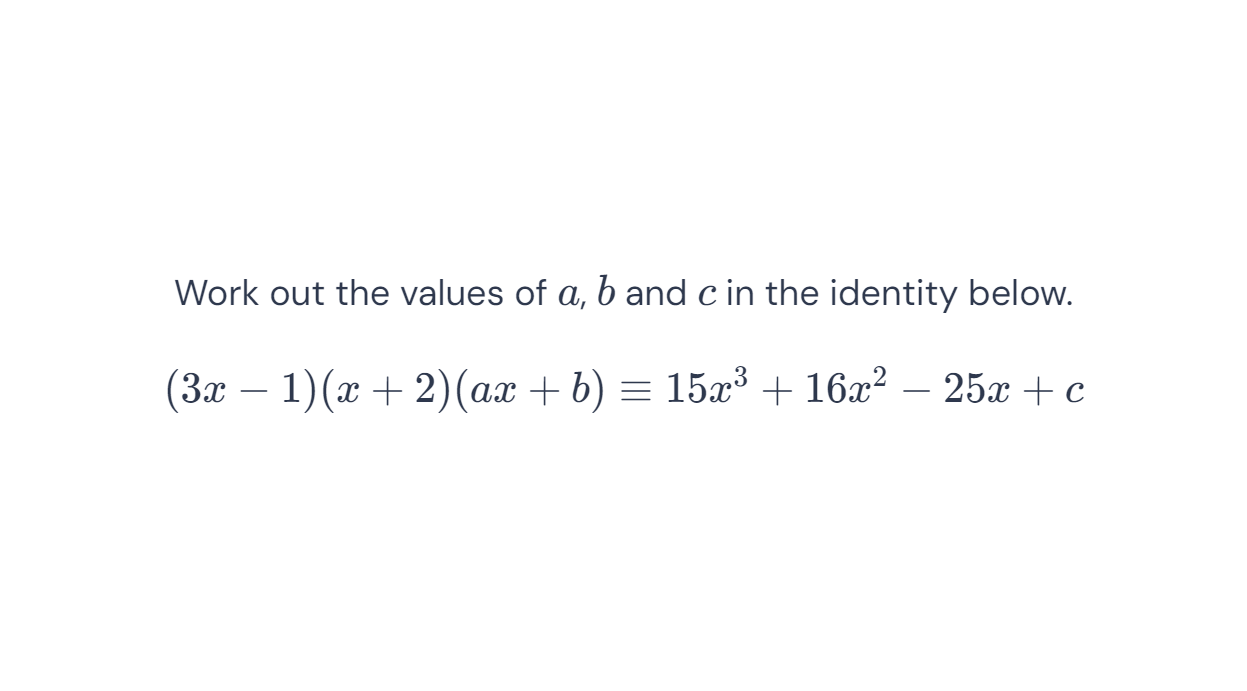 Work out the values of a, b and c in the identity below.
(3x − 1)(x + 2)(ax + b) ≡ 15x³ + 16x² − 25x + c